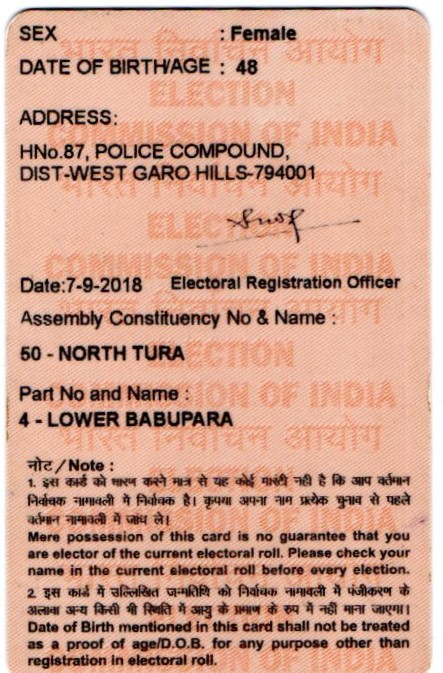 SEX : Female
DATE OF BIRTH/AGE : 48
ADDRESS:
HNo.87, POLICE COMPOUND,
DIST-WEST GARO HILLS-794001
Date:7-9-2018 Electoral Registration Officer
Assembly Constituency No & Name :
50 - NORTH TURA
Part No and Name :
4 - LOWER BABUPARA
नोट/Note :
1. इस कार्ड को धारण करने मात्र से यह कोई गारंटी नही है कि आप वर्तमान
निर्वाचक नामावली में निर्वाचक है। कृपया अपना नाम प्रत्येक चुनाव से पहले
वर्तमान नामावली में जांच ले।
Mere possession of this card is no guarantee that you
are elector of the current electoral roll. Please check your
name in the current electoral roll before every election.
2. इस कार्ड में उल्लिखित जन्मतिथि को निर्वाचक नामावली में पंजीकरण के
अलावा अन्य किसी भी स्थिति में आयु के प्रमाण के रुप में नहीं माना जाएगा।
Date of Birth mentioned in this card shall not be treated
as a proof of age/D.O.B. for any purpose other than
registration in electoral roll.